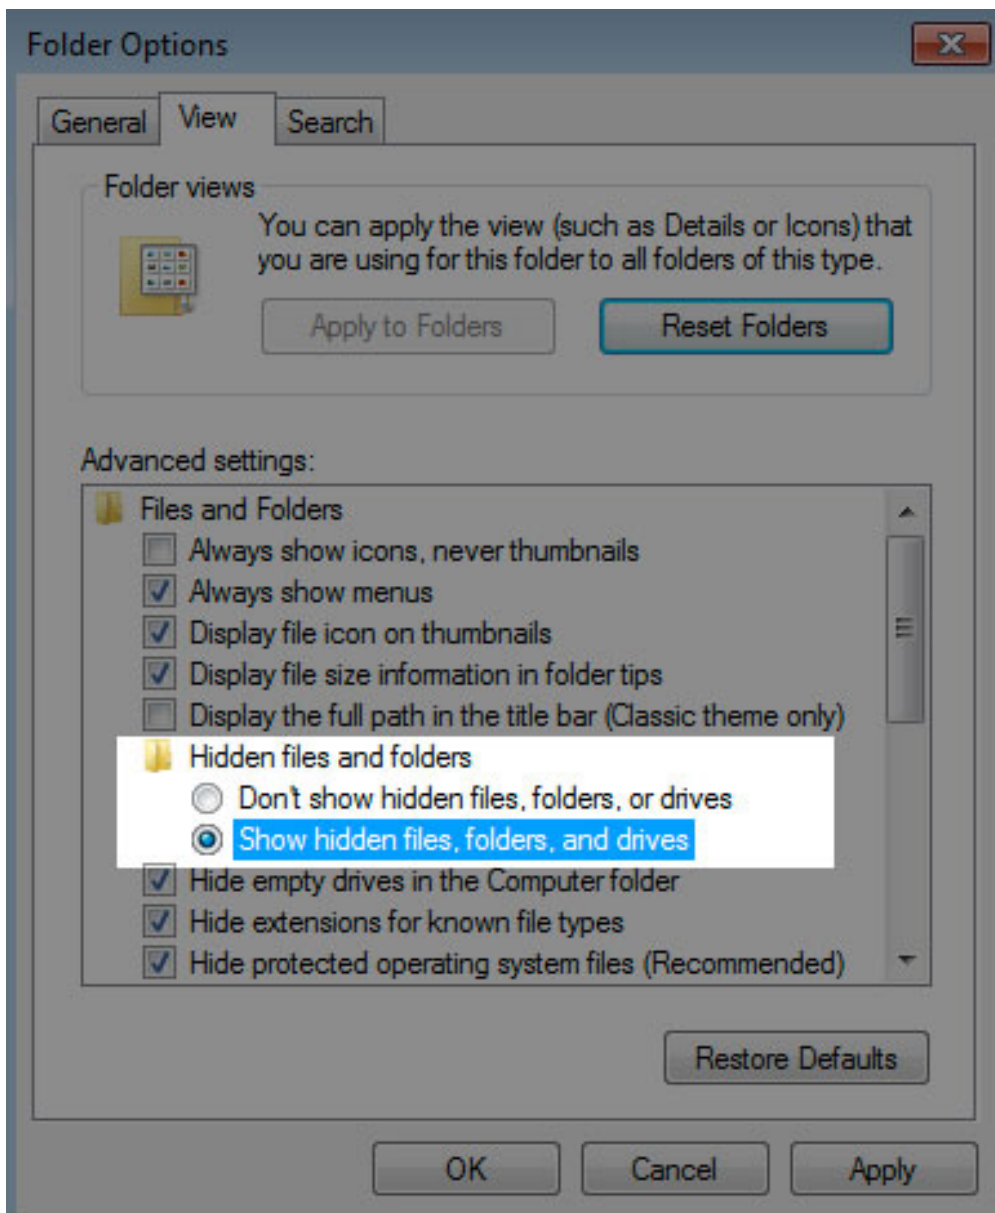 Folder Options
General
View
Search
Folder views
You can apply the view (such as Details or Icons) that
you are using for this folder to all folders of this type.
Apply to Folders
Reset Folders
Advanced settings:
Files and Folders
Always show icons, never thumbnails
Always show menus
Display file icon on thumbnails
Display file size information in folder tips
Display the full path in the title bar (Classic theme only)
Hidden files and folders
Don't show hidden files, folders, or drives
Show hidden files, folders, and drives
Hide empty drives in the Computer folder
Hide extensions for known file types
Hide protected operating system files (Recommended)
Restore Defaults
OK
Cancel
Apply